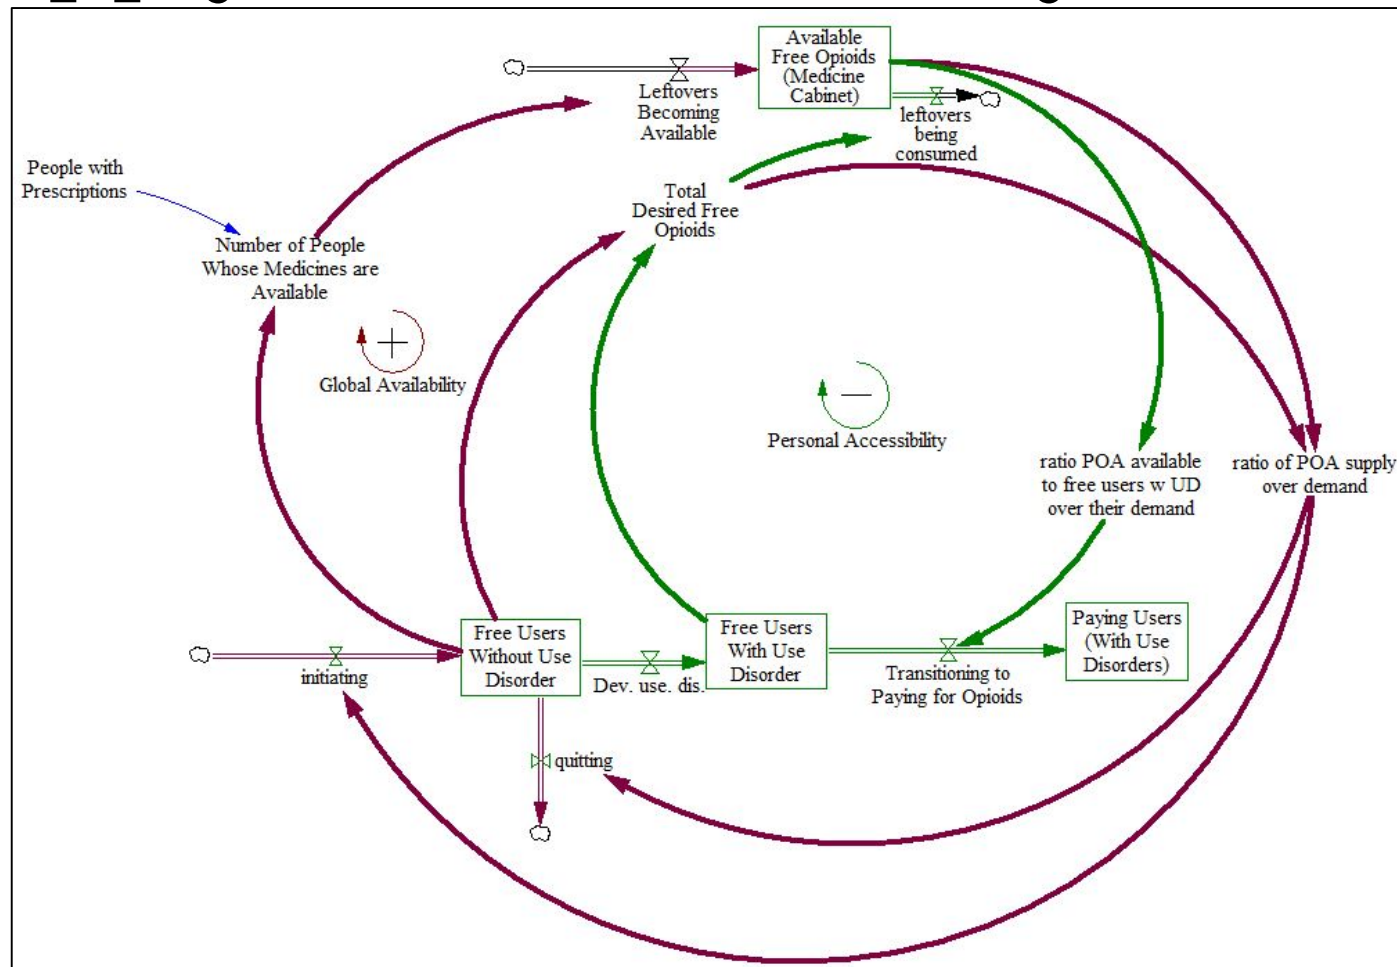 Available
Free Opioids
(Medicine
Cabinet)
Leftovers
Becoming
Available
leftovers
being
consumed
People with
Prescriptions
Total
Desired Free
Opioids
Number of People
Whose Medicines are
Available
+
Global Availability
—
Personal Accessibility
ratio POA available
to free users w UD
over their demand
ratio of POA supply
over demand
Free Users
Without Use
Disorder
Free Users
With Use
Disorder
Paying Users
(With Use
Disorders)
initiating
Dev. use. dis.
Transitioning to
Paying for Opioids
quitting